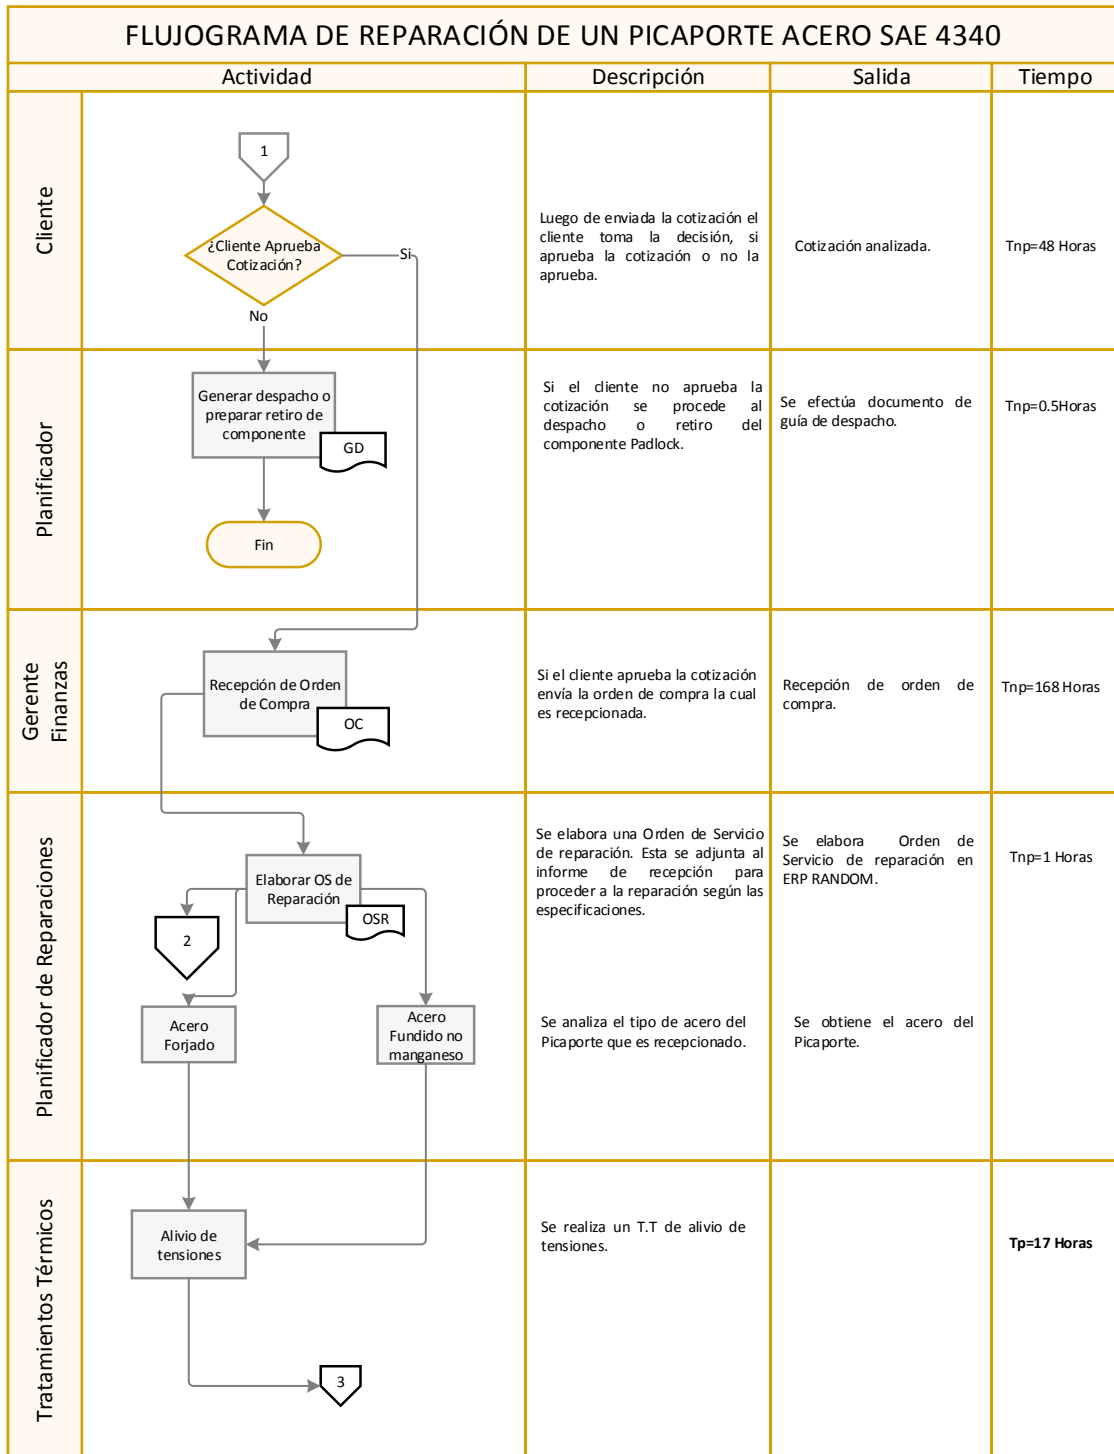 FLUJOGRAMA DE REPARACIÓN DE UN PICAPORTE ACERO SAE 4340
Actividad
Descripción
Salida
Tiempo
Cliente
1
¿Cliente Aprueba
Cotización?
Si
No
Luego de enviada la cotización el
cliente toma la decisión, si
aprueba la cotización o no la
aprueba.
Cotización analizada.
Tnp=48 Horas
Planificador
Generar despacho o
preparar retiro de
componente
GD
Fin
Si el cliente no aprueba la
cotización se procede al
despacho o retiro del
componente Padlock.
Se efectúa documento de
guía de despacho.
Tnp=0.5Horas
Gerente
Finanzas
Recepción de Orden
de Compra
OC
Si el cliente aprueba la cotización
envía la orden de compra la cual
es recepcionada.
Recepción de orden de
compra.
Tnp=168 Horas
Planificador de Reparaciones
Elaborar OS de
Reparación
OSR
2
Acero
Forjado
Acero
Fundido no
manganeso
Se elabora una Orden de Servicio
de reparación. Esta se adjunta al
informe de recepción para
proceder a la reparación según las
especificaciones.
Se elabora Orden de
Servicio de reparación en
ERP RANDOM.
Tnp=1 Horas
Se analiza el tipo de acero del
Picaporte que es recepcionado.
Se obtiene el acero del
Picaporte.
Tratamientos Térmicos
Alivio de
tensiones
3
Se realiza un T.T de alivio de
tensiones.
Tp=17 Horas